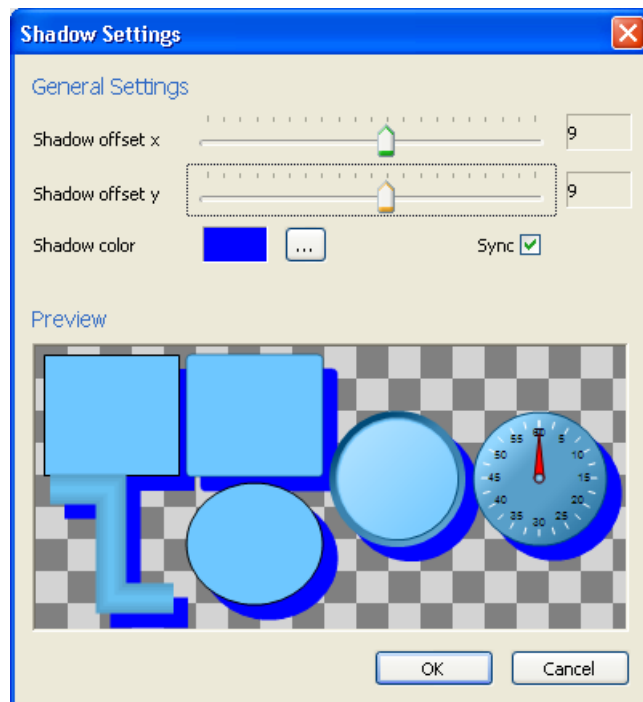 Shadow Settings
General Settings
Shadow offset x
9
Shadow offset y
9
Shadow color
...
Sync
Preview
60
55 5
50 10
45 15
40 20
35 25
30
OK Cancel